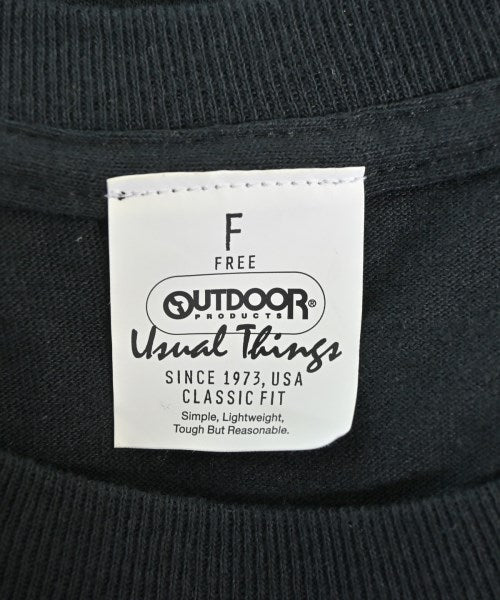 F
FREE
OUTDOOR®
PRODUCTS
Usual Things
SINCE 1973, USA
CLASSIC FIT
Simple, Lightweight,
Tough But Reasonable.